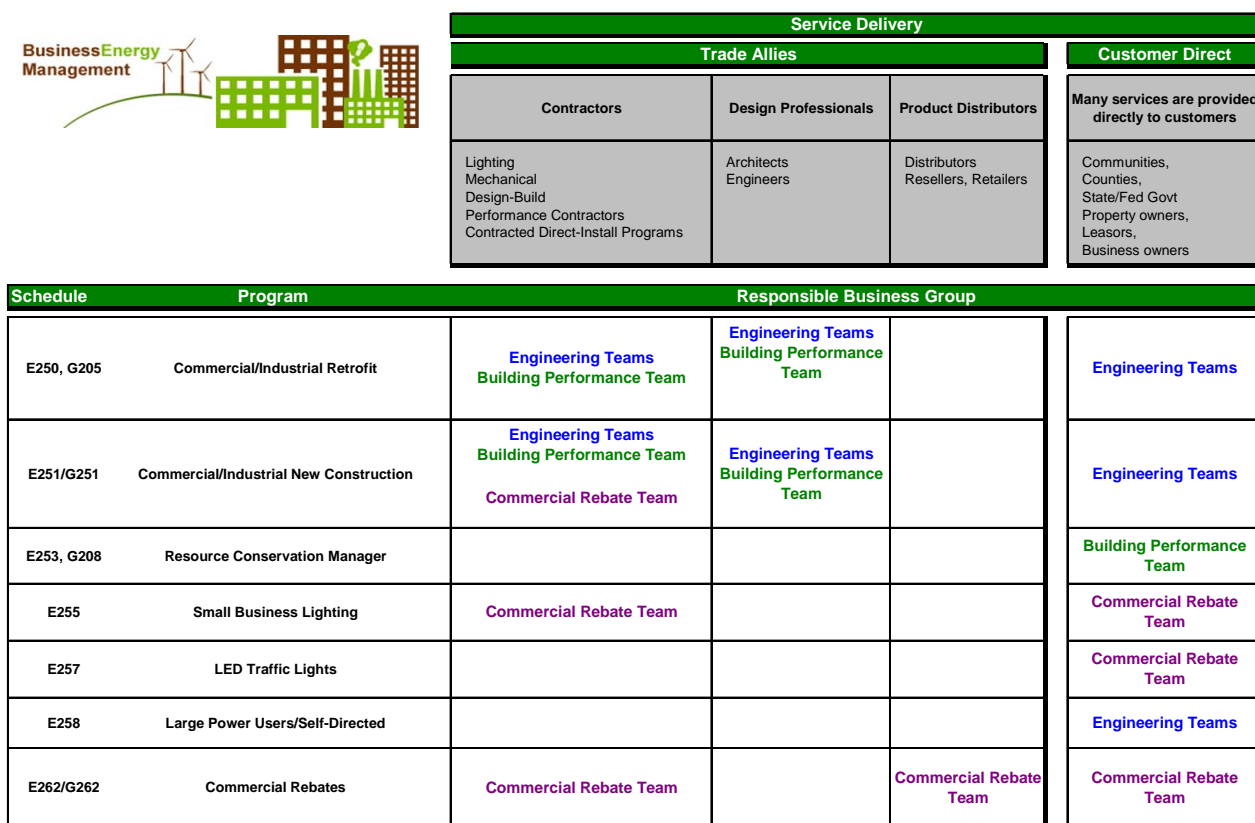 BusinessEnergy
Management
Service Delivery
Trade Allies
Customer Direct
Contractors
Design Professionals
Product Distributors
Many services are provided
directly to customers
Lighting
Mechanical
Design-Build
Performance Contractors
Contracted Direct-Install Programs
Architects
Engineers
Distributors
Resellers, Retailers
Communities,
Counties,
State/Fed Govt
Property owners,
Leasors,
Business owners
Schedule
Program
Responsible Business Group
E250, G205
Commercial/Industrial Retrofit
Engineering Teams
Building Performance Team
Engineering Teams
Building Performance
Team
Engineering Teams
E251/G251
Commercial/Industrial New Construction
Engineering Teams
Building Performance Team
Commercial Rebate Team
Engineering Teams
Building Performance
Team
Engineering Teams
E253, G208
Resource Conservation Manager
Building Performance
Team
E255
Small Business Lighting
Commercial Rebate Team
Commercial Rebate
Team
E257
LED Traffic Lights
Commercial Rebate
Team
E258
Large Power Users/Self-Directed
Engineering Teams
E262/G262
Commercial Rebates
Commercial Rebate Team
Commercial Rebate
Team
Commercial Rebate
Team